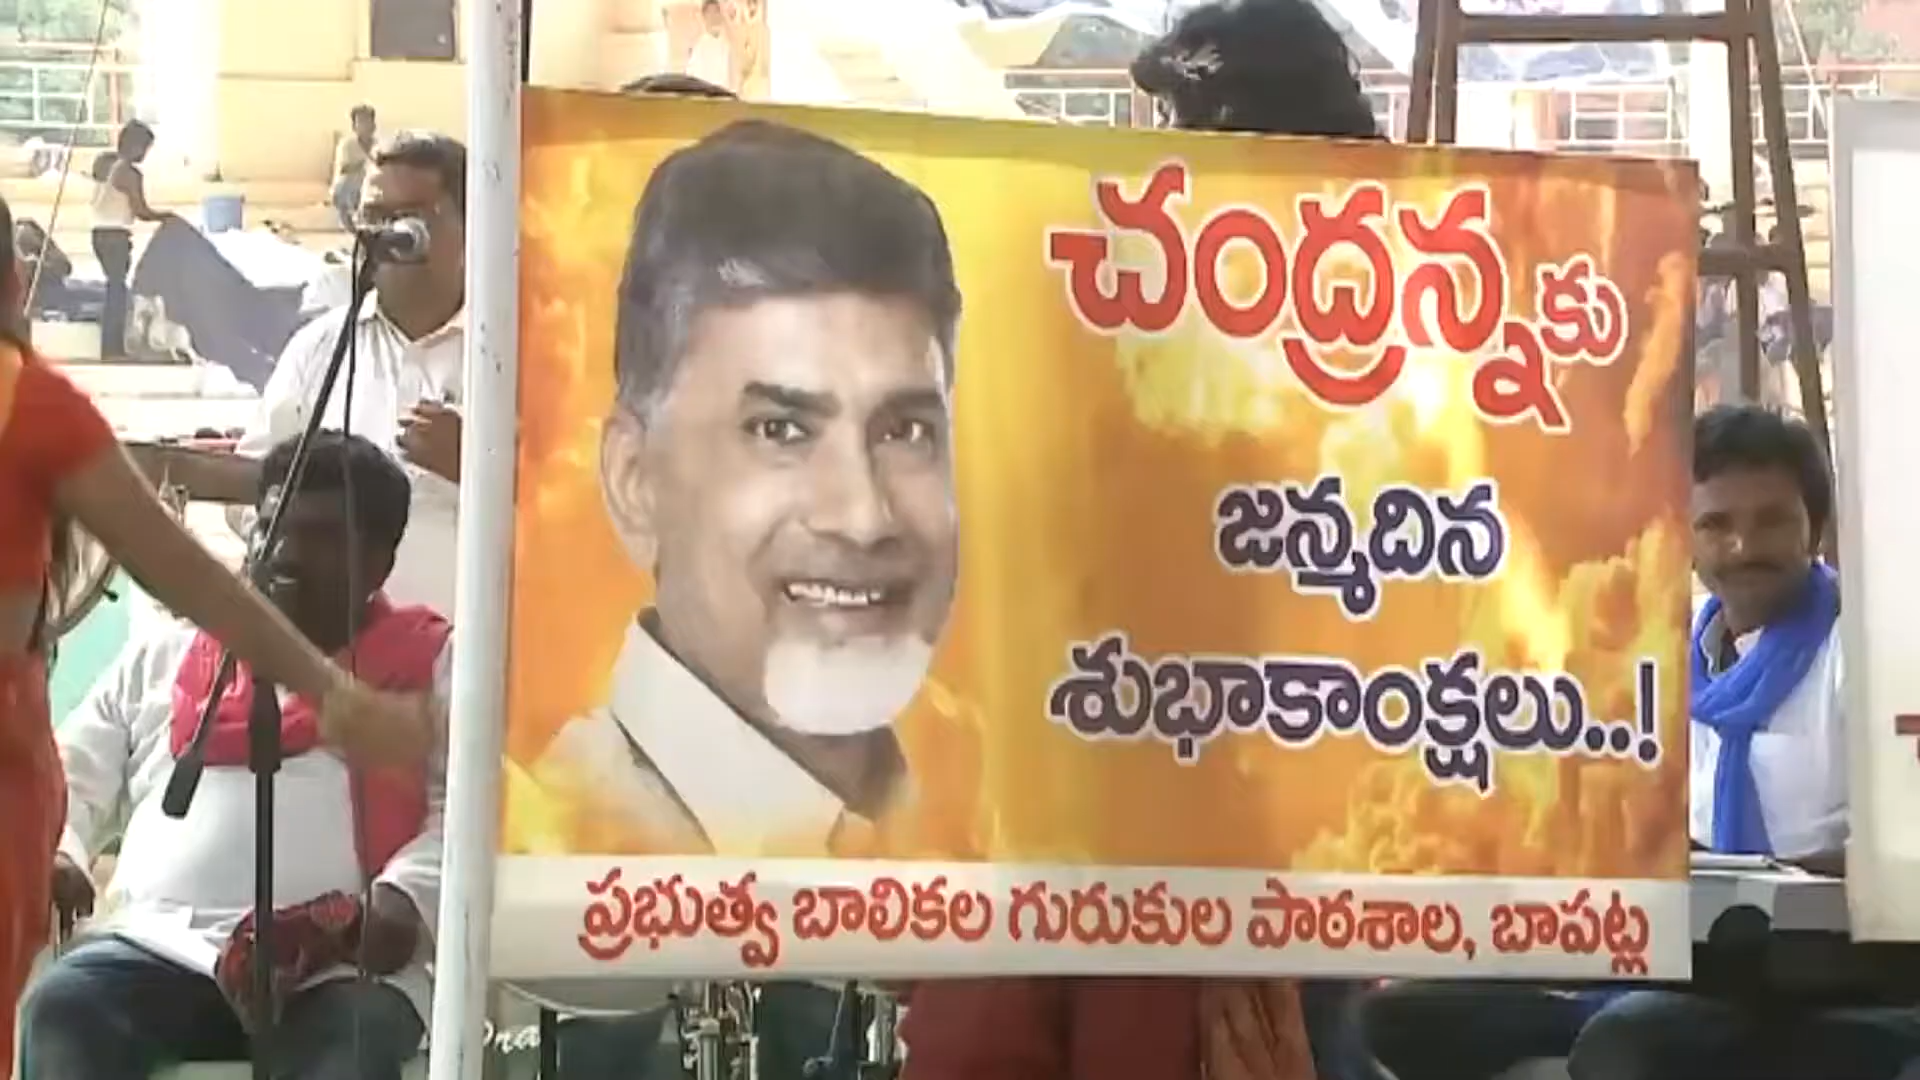 చంద్రన్నకు
జన్మదిన
శుభాకాంక్షలు..!
ప్రభుత్వ బాలికల గురుకుల పాఠశాల, బాపట్ల